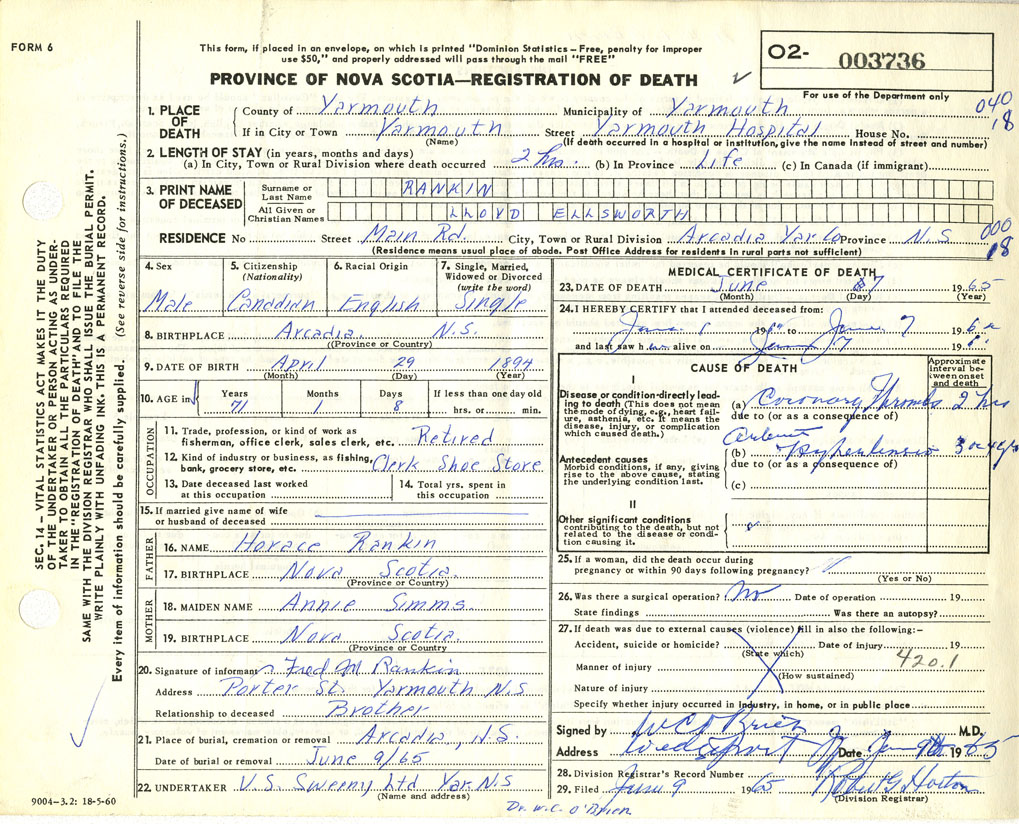 FORM 6
This form, if placed in an envelope, on which is printed "Dominion Statistics – Free, penalty for improper
use $50," and properly addressed will pass through the mail "FREE"
PROVINCE OF NOVA SCOTIA—REGISTRATION OF DEATH
O2- 003736
For use of the Department only
040
18
1. PLACE OF DEATH
County of Yarmouth Municipality of Yarmouth
If in City or Town Yarmouth Street Yarmouth Hospital House No.
(Name) (If death occurred in a hospital or institution, give the name instead of street and number)
2. LENGTH OF STAY (in years, months and days)
(a) In City, Town or Rural Division where death occurred 2 hrs. (b) In Province Life (c) In Canada (if immigrant)
3. PRINT NAME OF DECEASED
Surname or Last Name RANKIN
All Given or Christian Names LLOYD ELLSWORTH
000
18
RESIDENCE No Street Main Rd. City, Town or Rural Division Arcadia Yar Co Province N.S
(Residence means usual place of abode. Post Office Address for residents in rural parts not sufficient)
4. Sex Male
5. Citizenship (Nationality) Canadian
6. Racial Origin English
7. Single, Married, Widowed or Divorced (write the word) Single
8. BIRTHPLACE Arcadia N.S.
(Province or Country)
9. DATE OF BIRTH April 29 1894
(Month) (Day) (Year)
10. AGE in Years 71 Months 1 Days 8 If less than one day old hrs. or min.
OCCUPATION
11. Trade, profession, or kind of work as fisherman, office clerk, sales clerk, etc. Retired
12. Kind of industry or business, as fishing, bank, grocery store, etc. Clerk Shoe Store
13. Date deceased last worked at this occupation
14. Total yrs. spent in this occupation
15. If married give name of wife or husband of deceased
FATHER
16. NAME Horace Rankin
17. BIRTHPLACE Nova Scotia
(Province or Country)
MOTHER
18. MAIDEN NAME Annie Simms
19. BIRTHPLACE Nova Scotia
(Province or Country
20. Signature of informant Fred M Rankin
Address Porter St. Yarmouth N.S
Relationship to deceased Brother
21. Place of burial, cremation or removal Arcadia, N.S.
Date of burial or removal June 9/65
22. UNDERTAKER V.S. Sweeny Ltd Yar N.S
(Name and address)
9004—3.2: 18-5-60
MEDICAL CERTIFICATE OF DEATH
23. DATE OF DEATH June 7 1965
(Month) (Day) (Year)
24. I HEREBY CERTIFY that I attended deceased from:
19 to 7 19
and last saw h alive on 7 19
CAUSE OF DEATH
Approximate interval between onset and death
I
Disease or condition directly leading to death (This does not mean the mode of dying, e.g., heart failure, asthenia, etc. It means the disease, injury, or complication which caused death.)
(a) Coronary Thrombs 2 hrs
due to (or as a consequence of)
Antecedent causes
Morbid conditions, if any, giving rise to the above cause, stating the underlying condition last.
(b) Hypertension 3 or 4 yrs
due to (or as a consequence of)
(c)
II
Other significant conditions
contributing to the death, but not related to the disease or condition causing it.
25. If a woman, did the death occur during pregnancy or within 90 days following pregnancy?
(Yes or No)
26. Was there a surgical operation? No Date of operation 19
State findings Was there an autopsy?
27. If death was due to external causes (violence) fill in also the following:–
Accident, suicide or homicide? Date of injury 19
(State which)
420.1
Manner of injury
(How sustained)
Nature of injury
Specify whether injury occurred in industry, in home, or in public place
Signed by W C O'Brien M.D.
Address Wedgeport Date June 9th 1965
28. Division Registrar's Record Number
29. Filed June 9 1965 Robert G Horton
(Division Registrar)
Dr. W.C. O'BRIEN
SEC. 14 – VITAL STATISTICS ACT MAKES IT THE DUTY
OF THE UNDERTAKER OR PERSON ACTING AS UNDER-
TAKER TO OBTAIN ALL THE PARTICULARS REQUIRED
IN THE "REGISTRATION OF DEATH" AND TO FILE THE
SAME WITH THE DIVISION REGISTRAR WHO SHALL ISSUE THE BURIAL PERMIT.
WRITE PLAINLY WITH UNFADING INK. THIS IS A PERMANENT RECORD.
Every item of information should be carefully supplied. (See reverse side for instructions.)